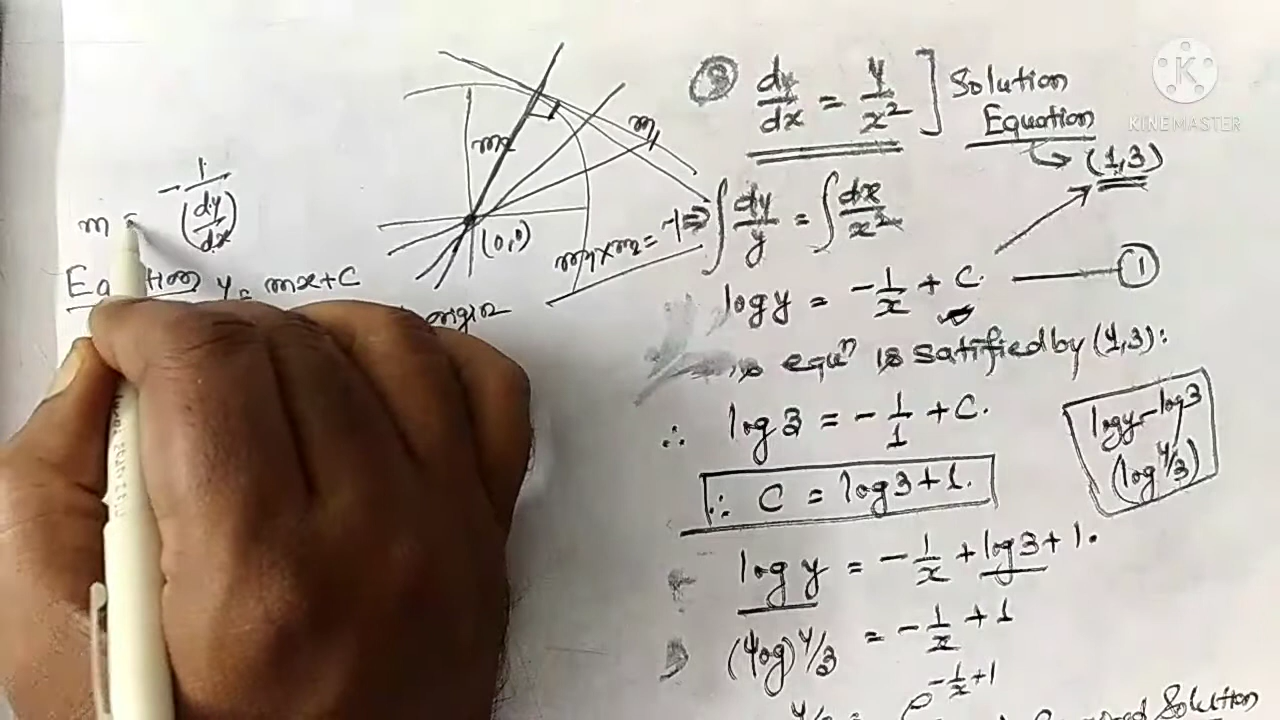 m = -1/(dy/dx)
y = mx+C
m2
m1
(0,0)
m1 × m2 = -1
③ dy/dx = y/x² ] Solution
Equation
(1,3)
⇒ ∫dy/y = ∫dx/x²
log y = -1/x + C. — ①
equⁿ is satified by (1,3):
∴ log 3 = -1/1 + C.
∴ C = log 3 + 1.
log y - log 3
(log y/3)
log y = -1/x + log 3 + 1.
(log) y/3 = -1/x + 1
e^(-1/x + 1)
Solution
KINEMASTER